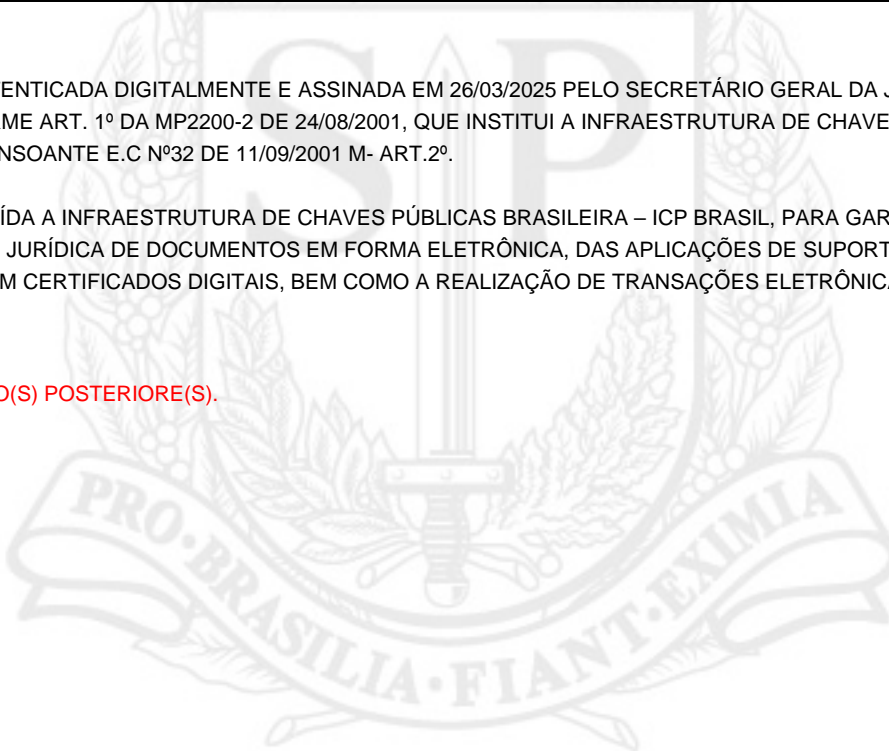 ENTICADA DIGITALMENTE E ASSINADA EM 26/03/2025 PELO SECRETÁRIO GERAL DA J
ME ART. 1º DA MP2200-2 DE 24/08/2001, QUE INSTITUI A INFRAESTRUTURA DE CHAVE
NSOANTE E.C Nº32 DE 11/09/2001 M- ART.2º.
ÍDA A INFRAESTRUTURA DE CHAVES PÚBLICAS BRASILEIRA – ICP BRASIL, PARA GAR
JURÍDICA DE DOCUMENTOS EM FORMA ELETRÔNICA, DAS APLICAÇÕES DE SUPORT
M CERTIFICADOS DIGITAIS, BEM COMO A REALIZAÇÃO DE TRANSAÇÕES ELETRÔNICA
O(S) POSTERIORE(S).
SP
PRO·BRASILIA·FIANT·EXIMIA